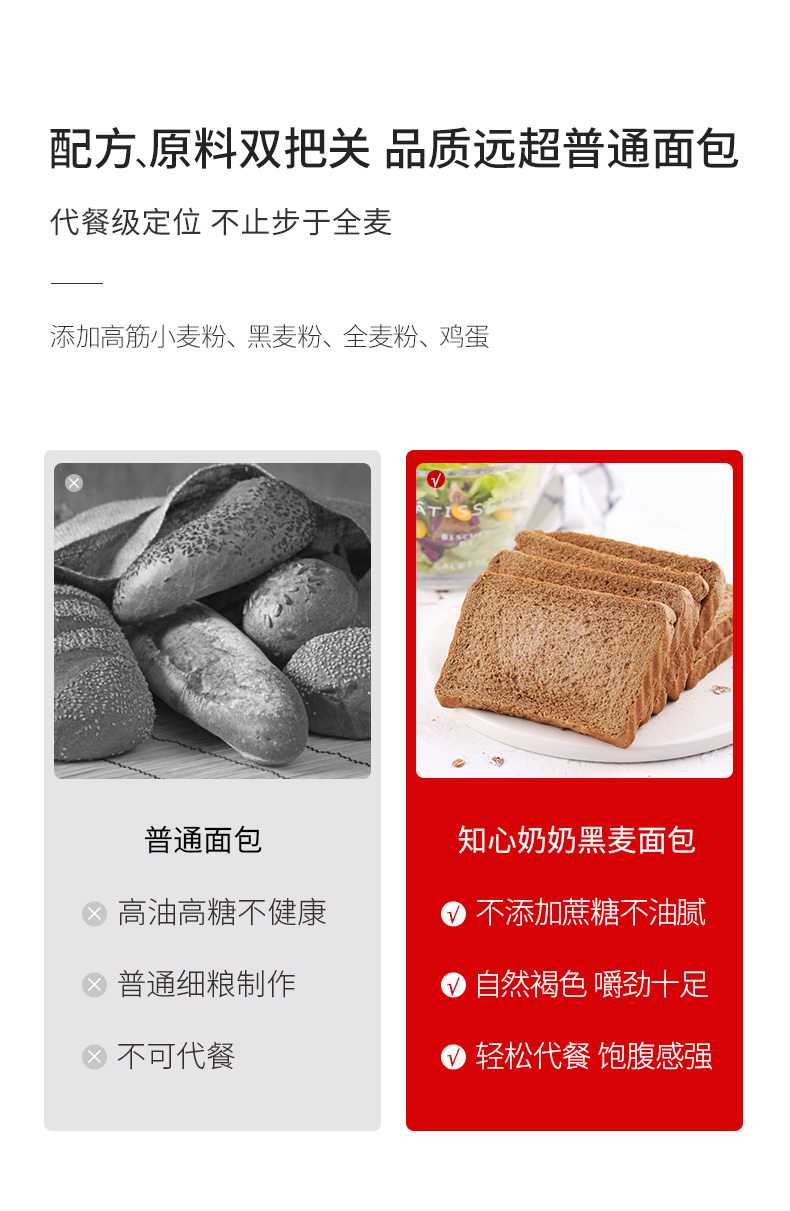 配方、原料双把关 品质远超普通面包
代餐级定位 不止步于全麦
添加高筋小麦粉、黑麦粉、全麦粉、鸡蛋
ATISSE
BISCUI
DE
CALETTE
普通面包
知心奶奶黑麦面包
高油高糖不健康
不添加蔗糖不油腻
普通细粮制作
自然褐色 嚼劲十足
不可代餐
轻松代餐 饱腹感强